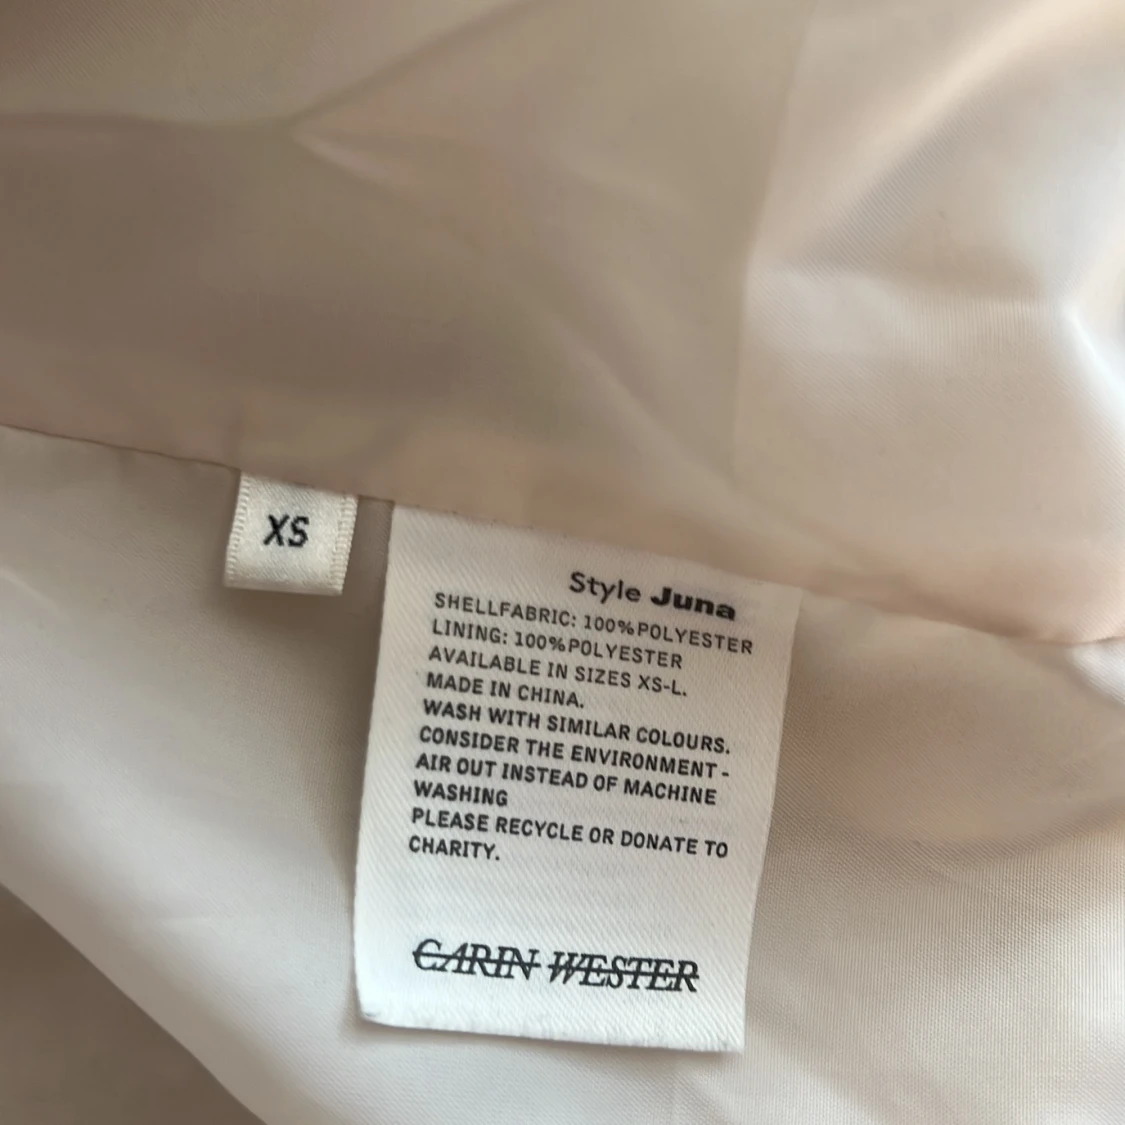 XS
Style Juna
SHELLFABRIC: 100%POLYESTER
LINING: 100%POLYESTER
AVAILABLE IN SIZES XS-L.
MADE IN CHINA.
WASH WITH SIMILAR COLOURS.
CONSIDER THE ENVIRONMENT -
AIR OUT INSTEAD OF MACHINE
WASHING
PLEASE RECYCLE OR DONATE TO
CHARITY.
CARIN WESTER